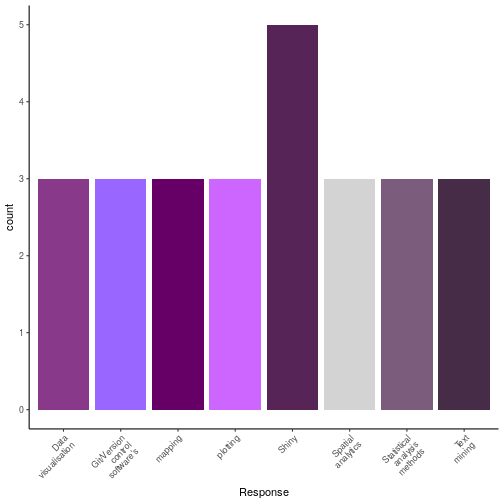 5
4
3
2
1
0
count
Data
visualisation
Git/Version
control
software's
mapping
plotting
Shiny
Spatial
analytics
Statistical
analysis
methods
Text
mining
Response